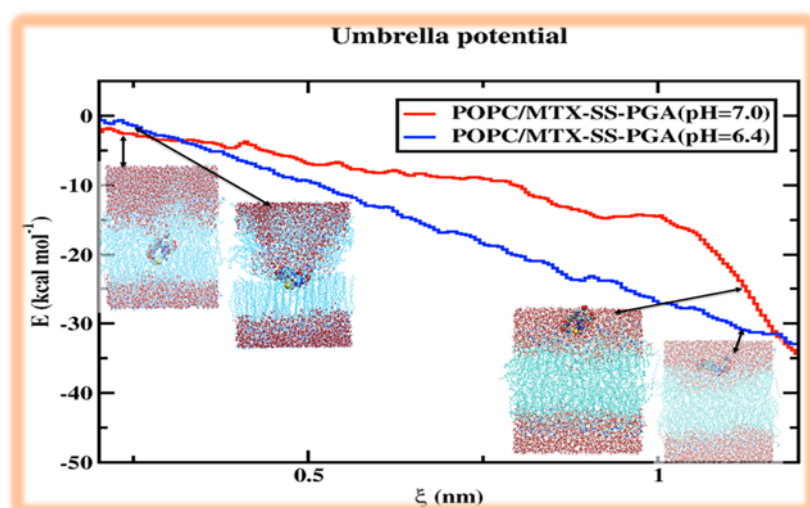 Umbrella potential
POPC/MTX-SS-PGA(pH=7.0)
POPC/MTX-SS-PGA(pH=6.4)
E (kcal mol⁻¹)
0
-10
-20
-30
-40
-50
0.5
1
ξ (nm)